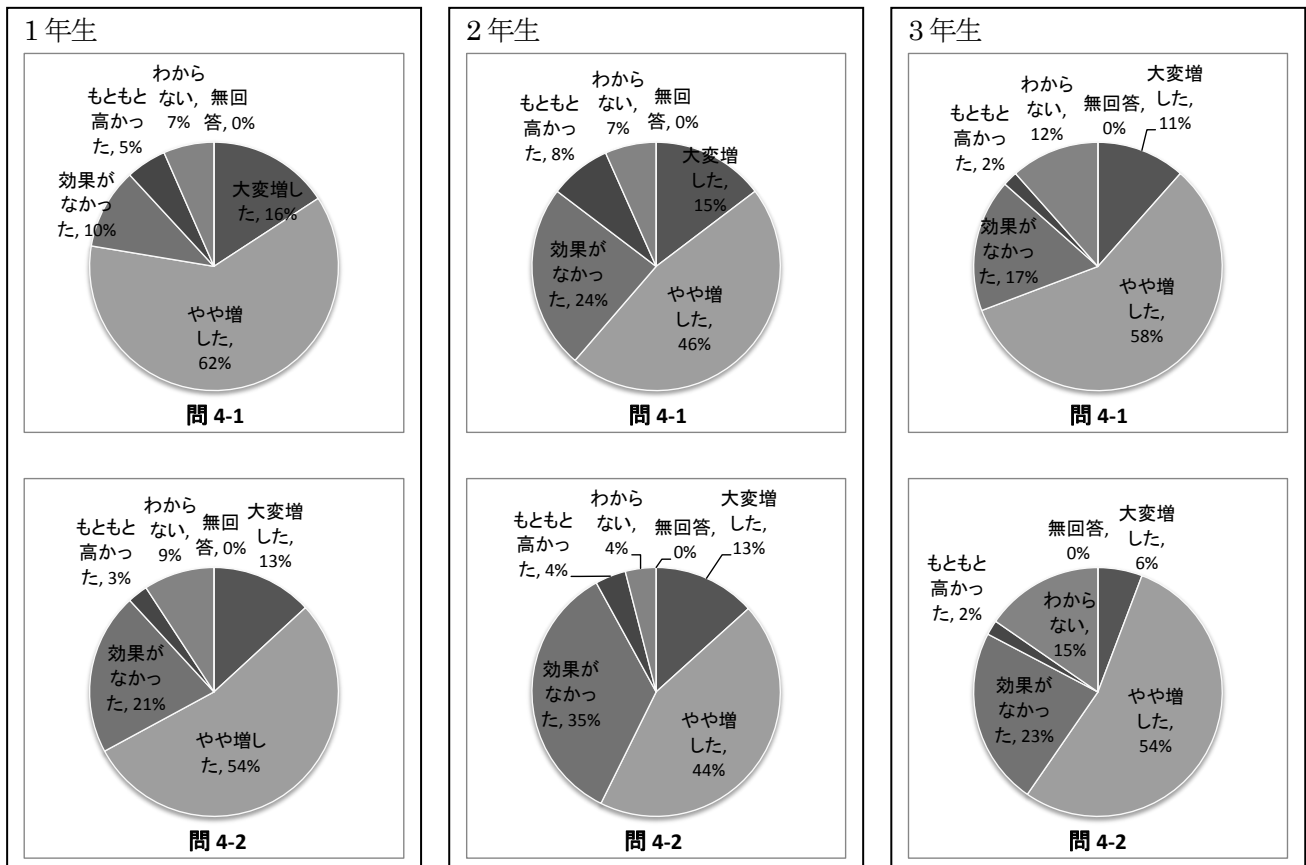 1年生
わから
ない,
7%
無回
答, 0%
もともと
高かっ
た, 5%
効果が
なかっ
た, 10%
大変増し
た, 16%
やや増
した,
62%
問 4-1
わから
ない,
9%
無回
答, 0%
大変増
した,
13%
もともと
高かっ
た, 3%
効果が
なかっ
た, 21%
やや増し
た, 54%
問 4-2
2年生
わから
ない,
7%
無回
答, 0%
もともと
高かっ
た, 8%
大変増
した,
15%
効果が
なかっ
た, 24%
やや増
した,
46%
問 4-1
わから
ない,
4%
無回答,
0%
大変増
した,
13%
もともと
高かっ
た, 4%
効果が
なかっ
た, 35%
やや増
した,
44%
問 4-2
3年生
わから
ない,
12%
無回答,
0%
大変増
した,
11%
もともと
高かっ
た, 2%
効果が
なかっ
た, 17%
やや増
した,
58%
問 4-1
無回答,
0%
大変増
した,
6%
もともと
高かっ
た, 2%
わから
ない,
15%
効果が
なかっ
た, 23%
やや増
した,
54%
問 4-2